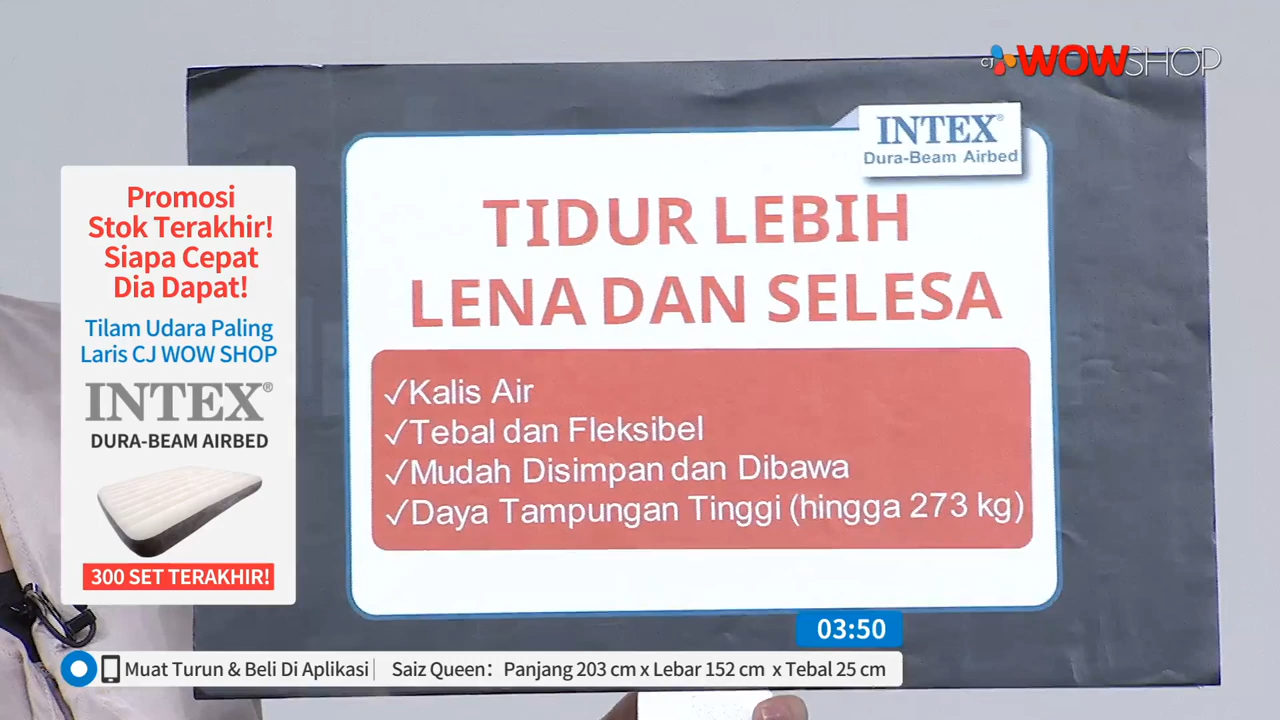 CJ WOWSHOP
INTEX®
Dura-Beam Airbed
TIDUR LEBIH
LENA DAN SELESA
✓Kalis Air
✓Tebal dan Fleksibel
✓Mudah Disimpan dan Dibawa
✓Daya Tampungan Tinggi (hingga 273 kg)
Promosi
Stok Terakhir!
Siapa Cepat
Dia Dapat!
Tilam Udara Paling
Laris CJ WOW SHOP
INTEX®
DURA-BEAM AIRBED
300 SET TERAKHIR!
03:50
Muat Turun & Beli Di Aplikasi | Saiz Queen: Panjang 203 cm x Lebar 152 cm x Tebal 25 cm